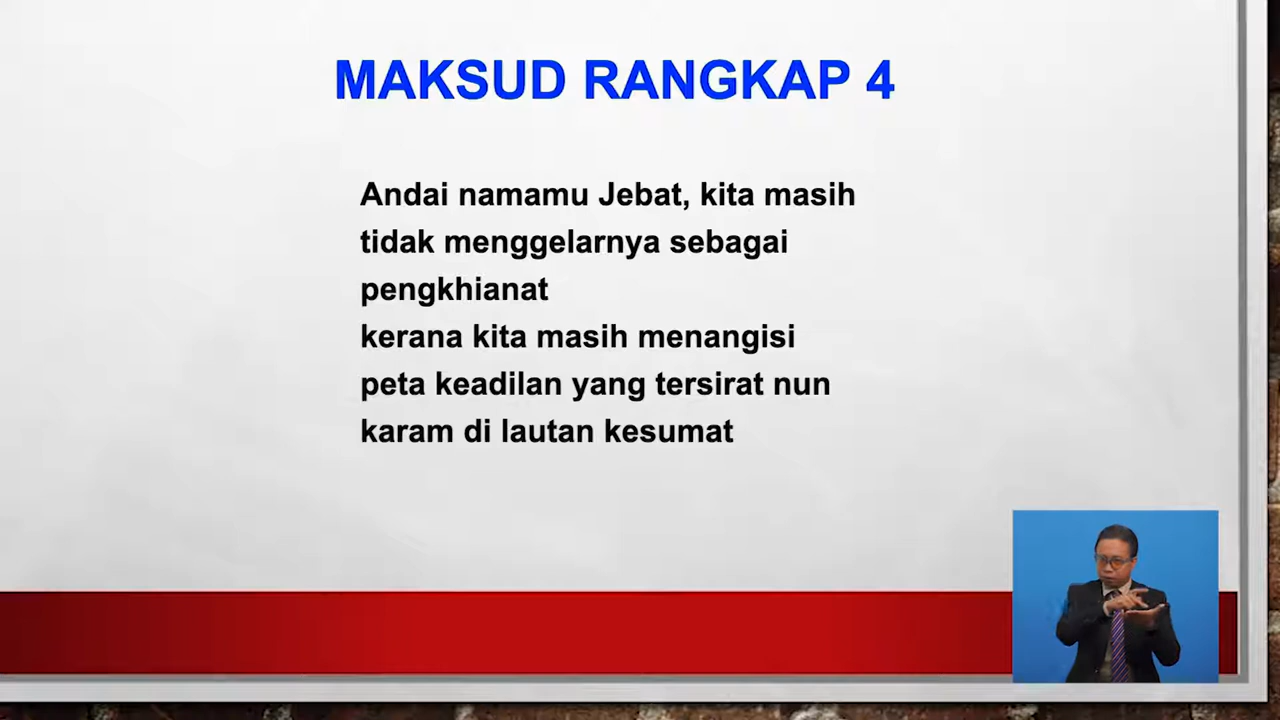 MAKSUD RANGKAP 4
Andai namamu Jebat, kita masih
tidak menggelarnya sebagai
pengkhianat
kerana kita masih menangisi
peta keadilan yang tersirat nun
karam di lautan kesumat